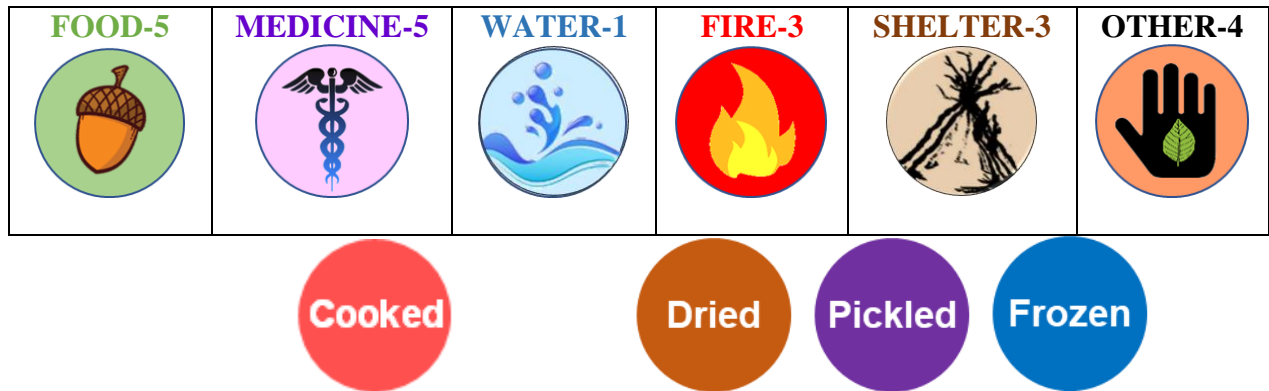 FOOD-5 MEDICINE-5 WATER-1 FIRE-3 SHELTER-3 OTHER-4
Cooked Dried Pickled Frozen